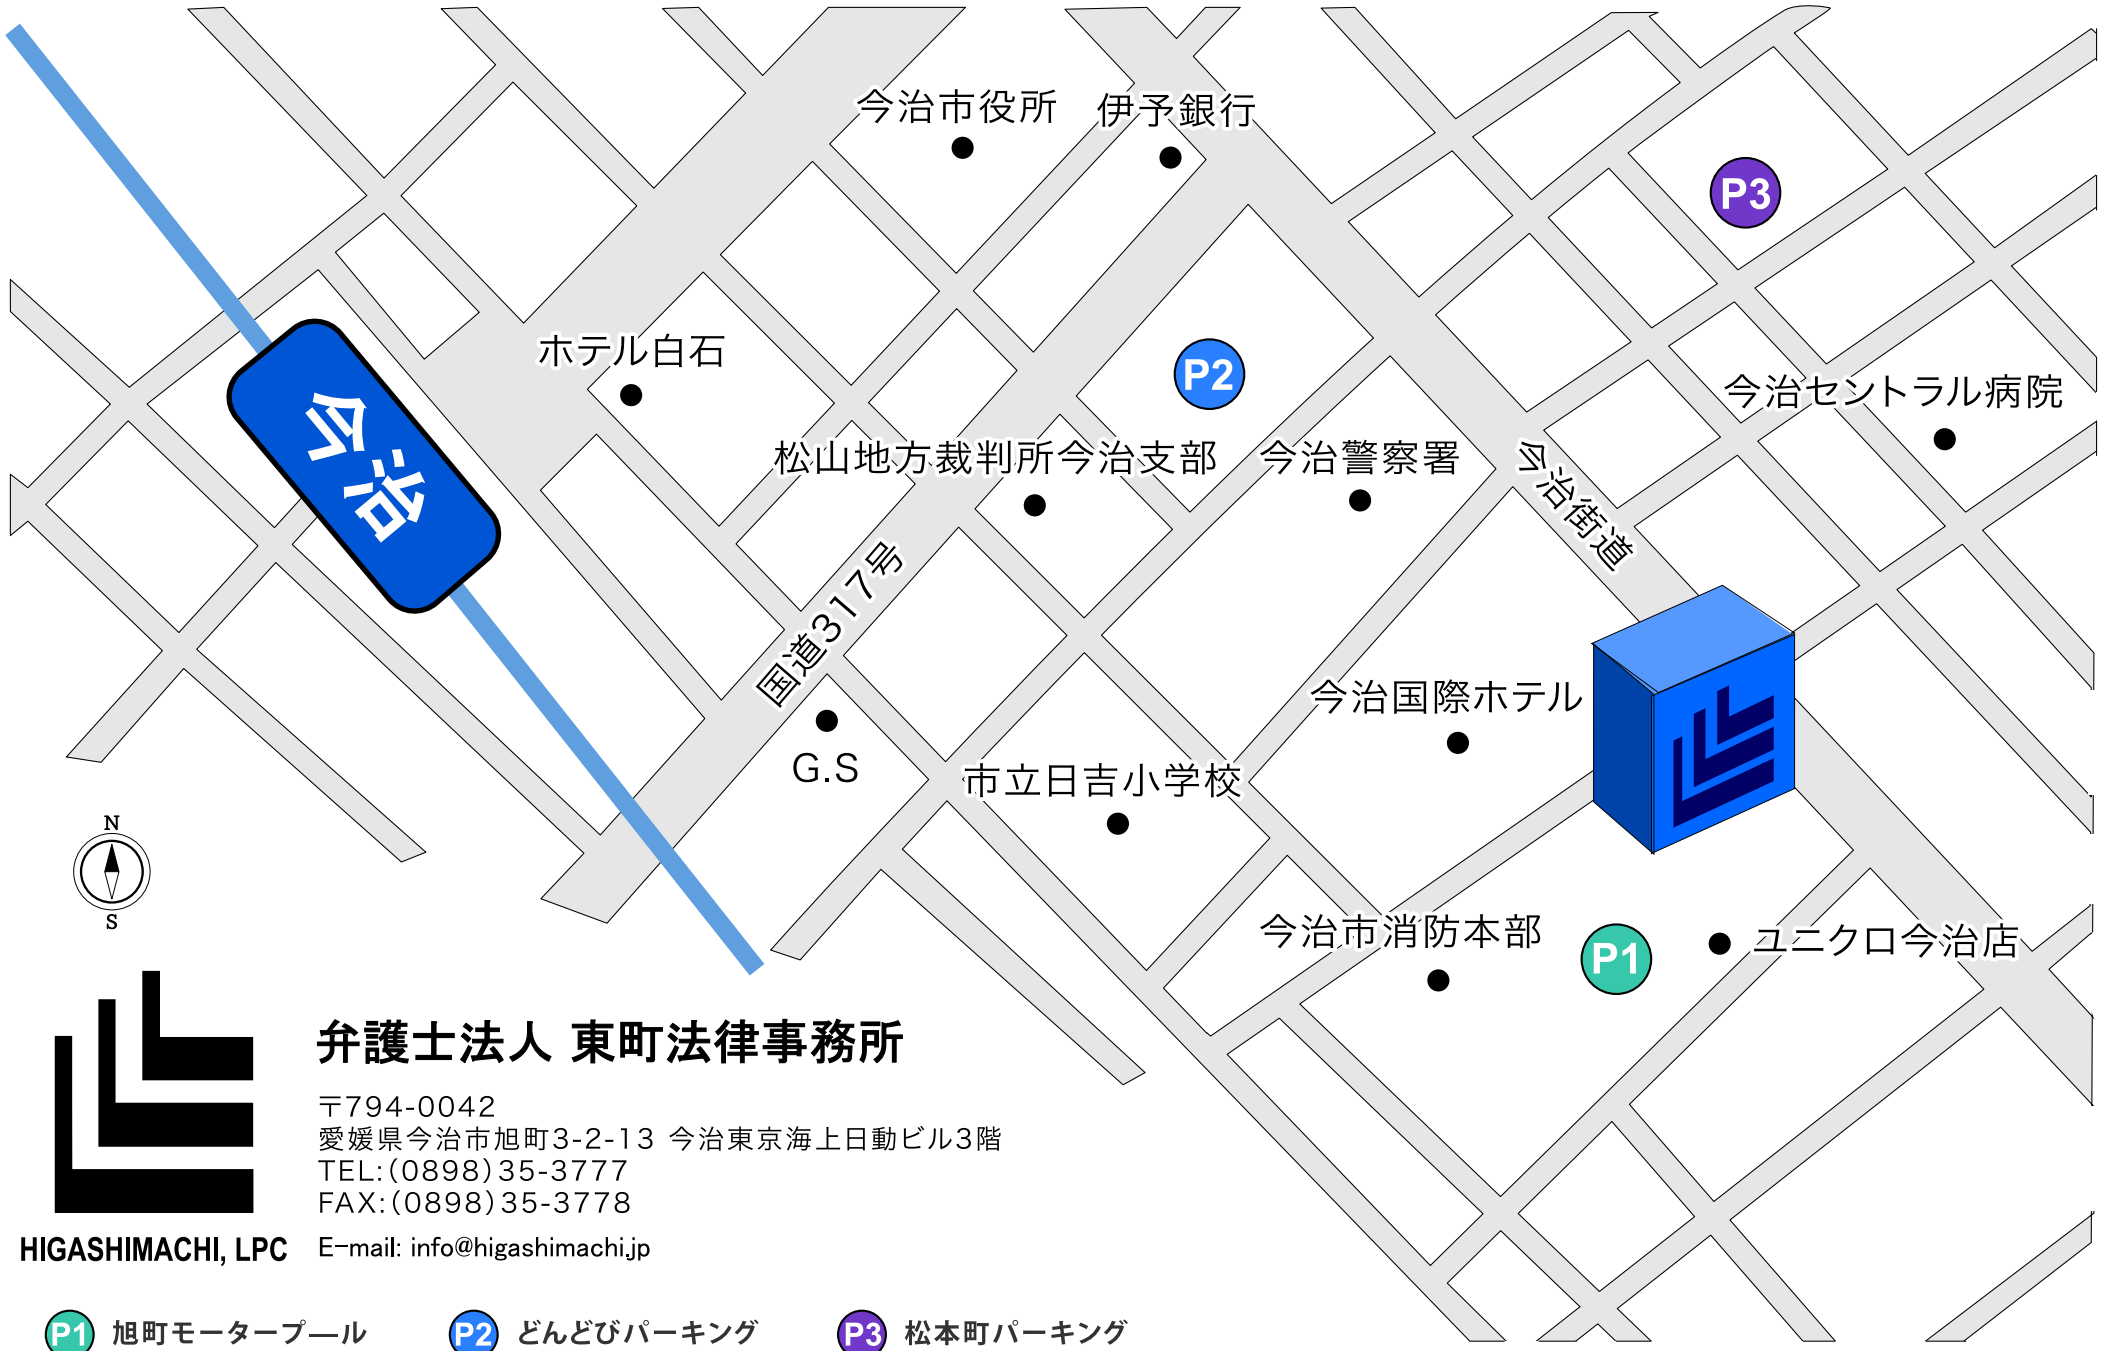 今治市役所
伊予銀行
P3
ホテル白石
P2
今治セントラル病院
今治
松山地方裁判所今治支部
今治警察署
今治街道
国道317号
今治国際ホテル
G.S
市立日吉小学校
N
S
今治市消防本部
P1
ユニクロ今治店
弁護士法人 東町法律事務所
〒794-0042
愛媛県今治市旭町3-2-13 今治東京海上日動ビル3階
TEL:(0898)35-3777
FAX:(0898)35-3778
HIGASHIMACHI, LPC
E-mail: info@higashimachi.jp
P1 旭町モータープール
P2 どんどびパーキング
P3 松本町パーキング